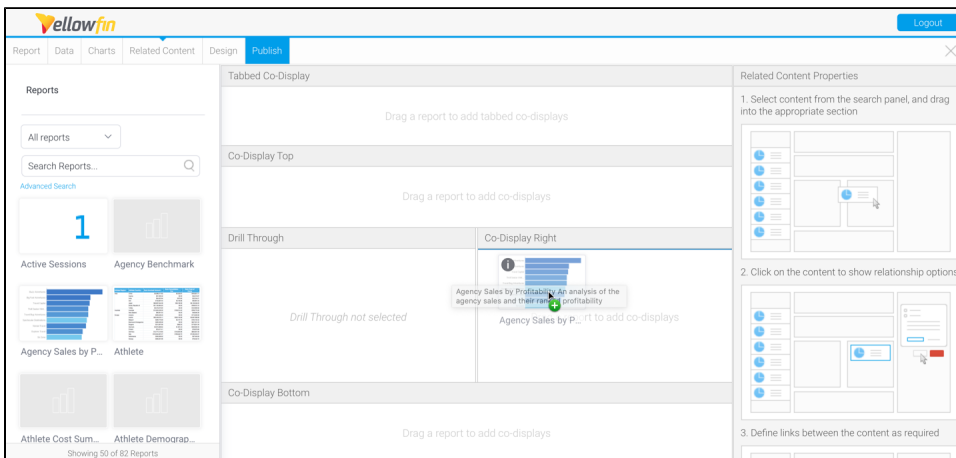 Yellowfin
Logout
Report
Data
Charts
Related Content
Design
Publish
Reports
All reports
Search Reports...
Advanced Search
1
Active Sessions
Agency Benchmark
Agency Sales by P...
Athlete
Athlete Cost Sum...
Athlete Demograp...
Showing 50 of 82 Reports
Tabbed Co-Display
Drag a report to add tabbed co-displays
Co-Display Top
Drag a report to add co-displays
Drill Through
Drill Through not selected
Co-Display Right
Agency Sales by Profitability An analysis of the
agency sales and their rank profitability
Agency Sales by P...
rt to add co-displays
Co-Display Bottom
Drag a report to add co-displays
Related Content Properties
1. Select content from the search panel, and drag
into the appropriate section
2. Click on the content to show relationship options
3. Define links between the content as required